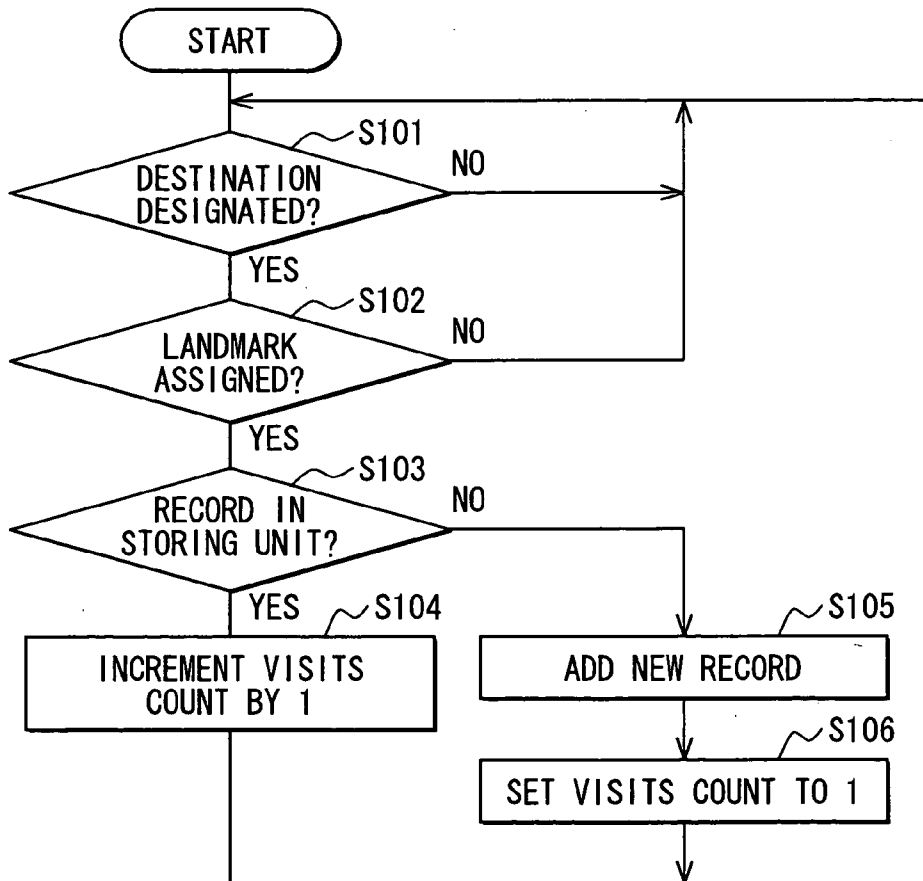 START
S101
DESTINATION
DESIGNATED?
NO
YES
S102
LANDMARK
ASSIGNED?
NO
YES
S103
RECORD IN
STORING UNIT?
NO
YES
S104
INCREMENT VISITS
COUNT BY 1
S105
ADD NEW RECORD
S106
SET VISITS COUNT TO 1